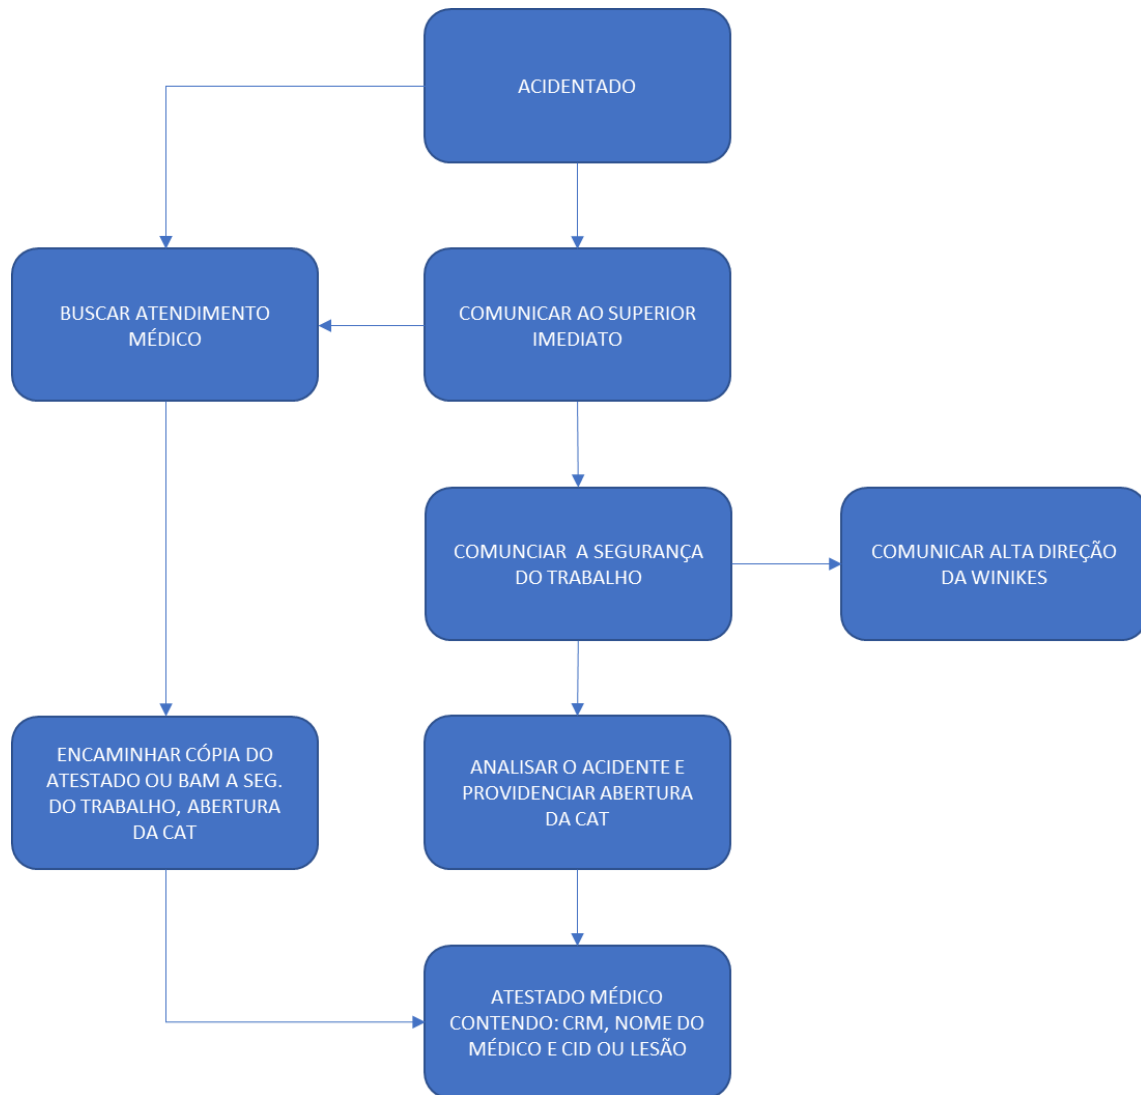 ACIDENTADO
BUSCAR ATENDIMENTO
MÉDICO
COMUNICAR AO SUPERIOR
IMEDIATO
COMUNCIAR  A SEGURANÇA
DO TRABALHO
COMUNICAR ALTA DIREÇÃO
DA WINIKES
ENCAMINHAR CÓPIA DO
ATESTADO OU BAM A SEG.
DO TRABALHO, ABERTURA
DA CAT
ANALISAR O ACIDENTE E
PROVIDENCIAR ABERTURA
DA CAT
ATESTADO MÉDICO
CONTENDO: CRM, NOME DO
MÉDICO E CID OU LESÃO